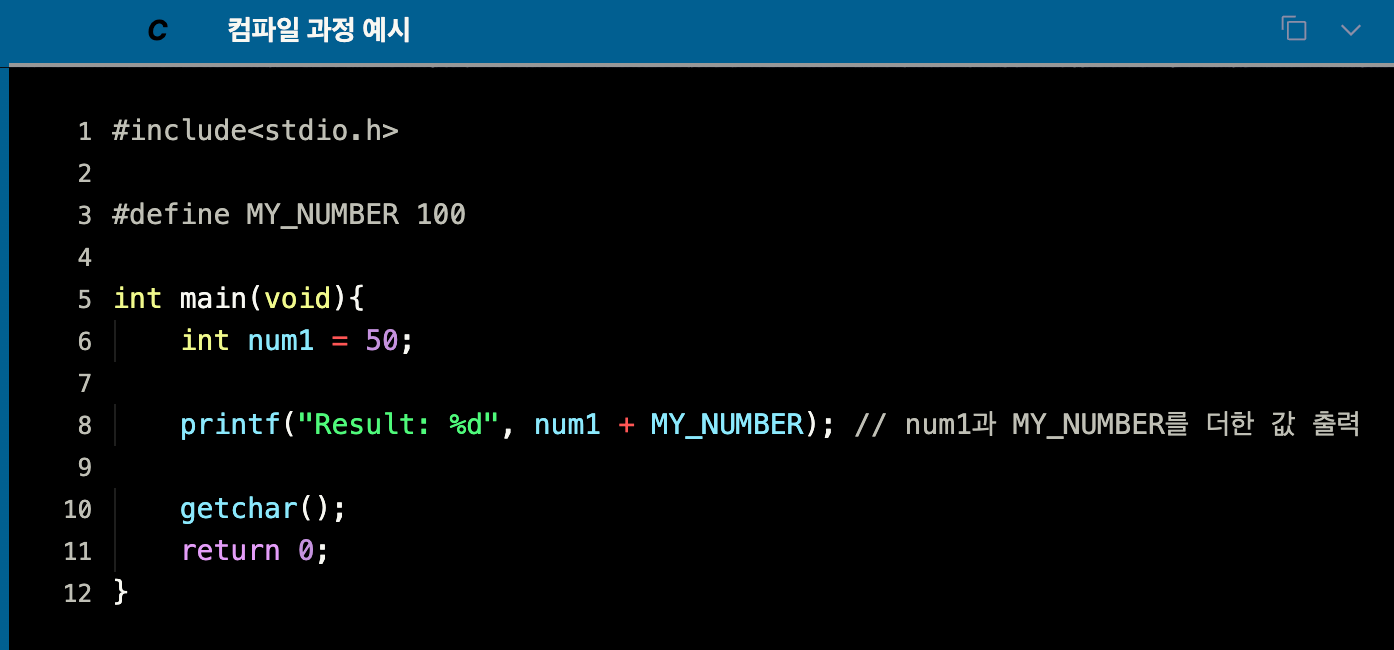 C 컴파일 과정 예시
1 #include<stdio.h>
2
3 #define MY_NUMBER 100
4
5 int main(void){
6     int num1 = 50;
7
8     printf("Result: %d", num1 + MY_NUMBER); // num1과 MY_NUMBER를 더한 값 출력
9
10     getchar();
11     return 0;
12 }